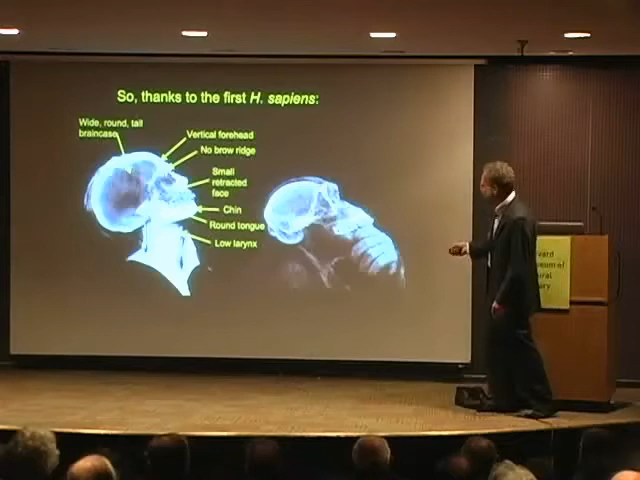 So, thanks to the first H. sapiens:
Wide, round, tall
braincase
Vertical forehead
No brow ridge
Small
retracted
face
Chin
Round tongue
Low larynx